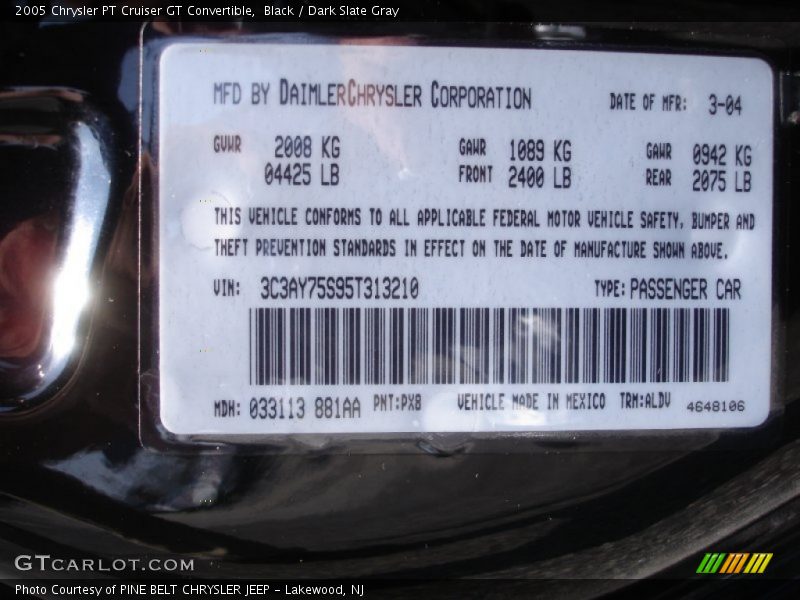 2005 Chrysler PT Cruiser GT Convertible,  Black / Dark Slate Gray
MFD BY DAIMLERCHRYSLER CORPORATION DATE OF MFR: 3-04
GVWR 2008 KG GAWR 1089 KG GAWR 0942 KG
04425 LB FRONT 2400 LB REAR 2075 LB
THIS VEHICLE CONFORMS TO ALL APPLICABLE FEDERAL MOTOR VEHICLE SAFETY, BUMPER AND
THEFT PREVENTION STANDARDS IN EFFECT ON THE DATE OF MANUFACTURE SHOWN ABOVE.
VIN: 3C3AY75S95T313210 TYPE: PASSENGER CAR
MDH: 033113 881AA PNT:PX8 VEHICLE MADE IN MEXICO TRM:ALDV 4648106
GTCARLOT.COM
Photo Courtesy of PINE BELT CHRYSLER JEEP - Lakewood, NJ